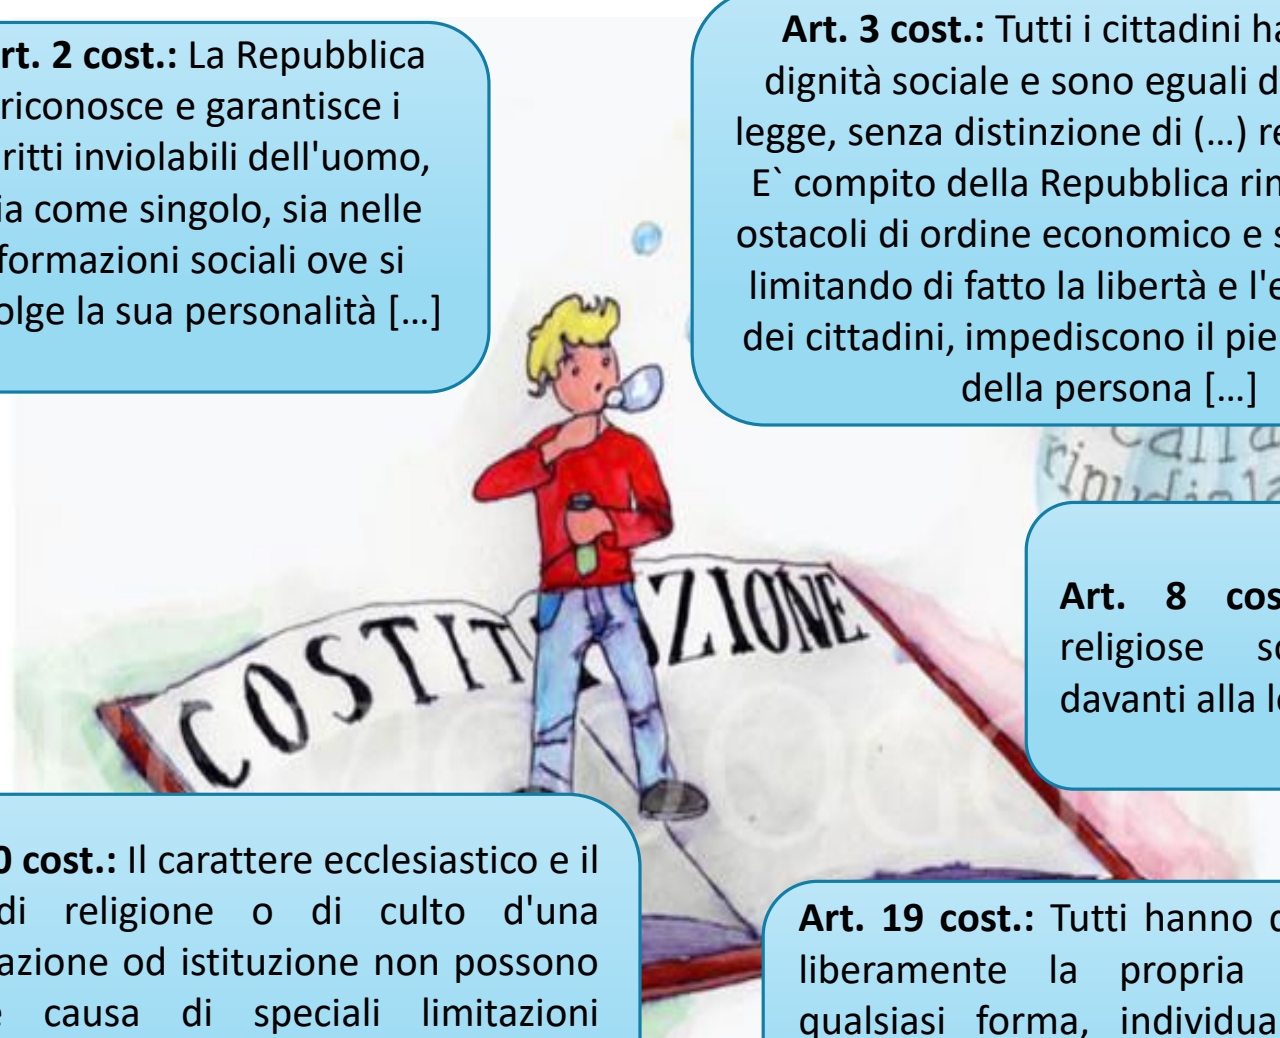 rt. 2 cost.: La Repubblica
riconosce e garantisce i
ritti inviolabili dell'uomo,
ia come singolo, sia nelle
formazioni sociali ove si
olge la sua personalità [...]
Art. 3 cost.: Tutti i cittadini ha
dignità sociale e sono eguali d
legge, senza distinzione di (...) re
E` compito della Repubblica rin
ostacoli di ordine economico e s
limitando di fatto la libertà e l'e
dei cittadini, impediscono il pie
della persona [...]
COSTITUZIONE
Art. 8 cos
religiose so
davanti alla le
0 cost.: Il carattere ecclesiastico e il
di religione o di culto d'una
azione od istituzione non possono
e causa di speciali limitazioni
Art. 19 cost.: Tutti hanno d
liberamente la propria
qualsiasi forma, individua